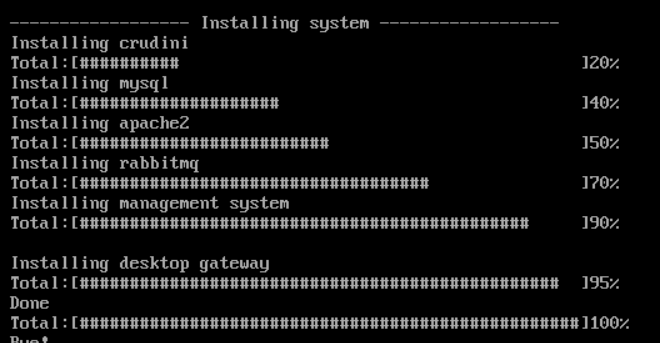 ------------------ Installing system ------------------
Installing crudini
Total:[########## ]20%
Installing mysql
Total:[#################### ]40%
Installing apache2
Total:[######################### ]50%
Installing rabbitmq
Total:[################################### ]70%
Installing management system
Total:[############################################# ]90%
Installing desktop gateway
Total:[################################################ ]95%
Done
Total:[##################################################]100%
Bye!